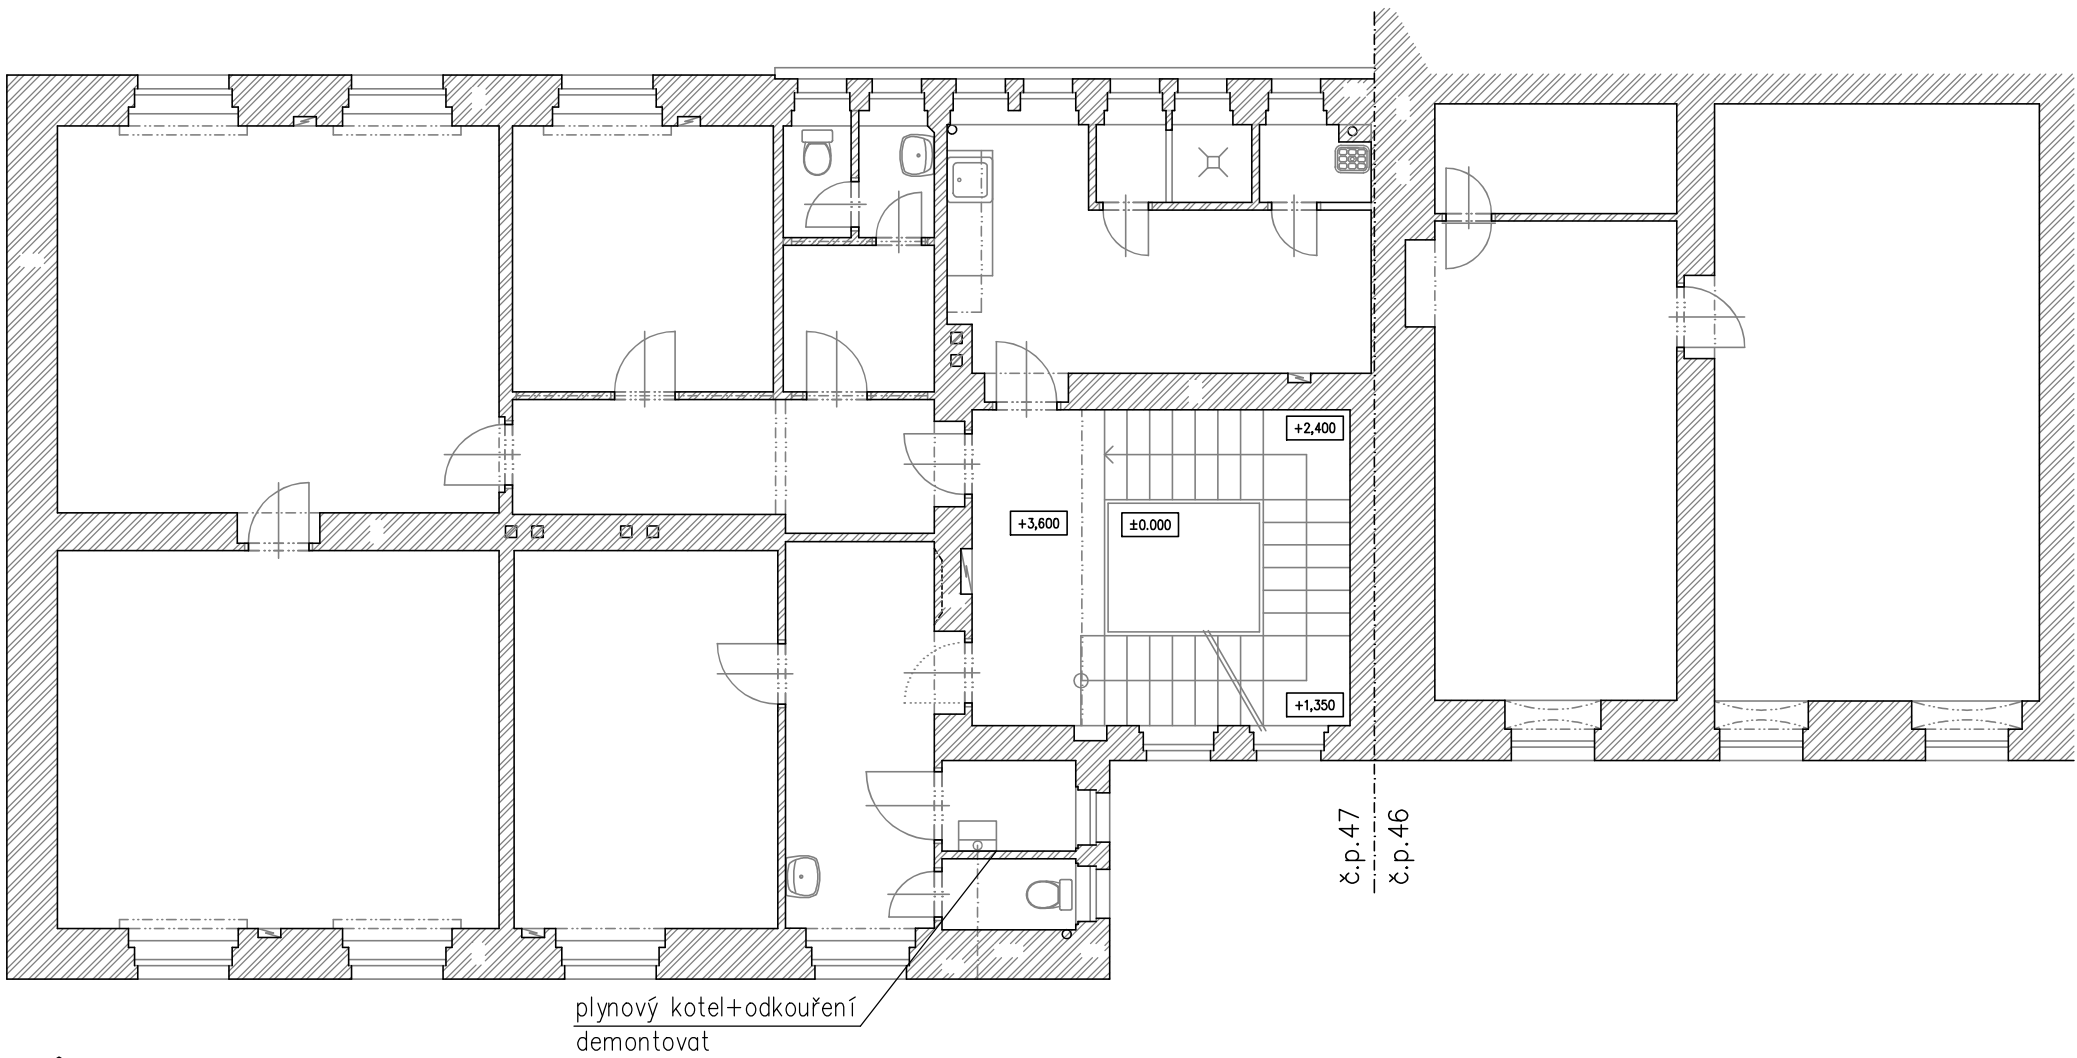 +2,400
+3,600
±0.000
+1,350
č.p.47
č.p.46
plynový kotel+odkouření
demontovat